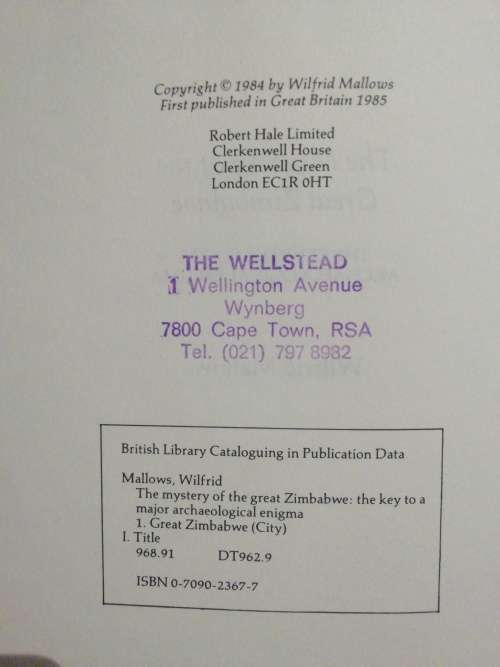 Copyright © 1984 by Wilfrid Mallows
First published in Great Britain 1985
Robert Hale Limited
Clerkenwell House
Clerkenwell Green
London EC1R 0HT
THE WELLSTEAD
1 Wellington Avenue
Wynberg
7800 Cape Town, RSA
Tel. (021) 797 8982
British Library Cataloguing in Publication Data
Mallows, Wilfrid
The mystery of the great Zimbabwe: the key to a
major archaeological enigma
1. Great Zimbabwe (City)
I. Title
968.91 DT962.9
ISBN 0-7090-2367-7